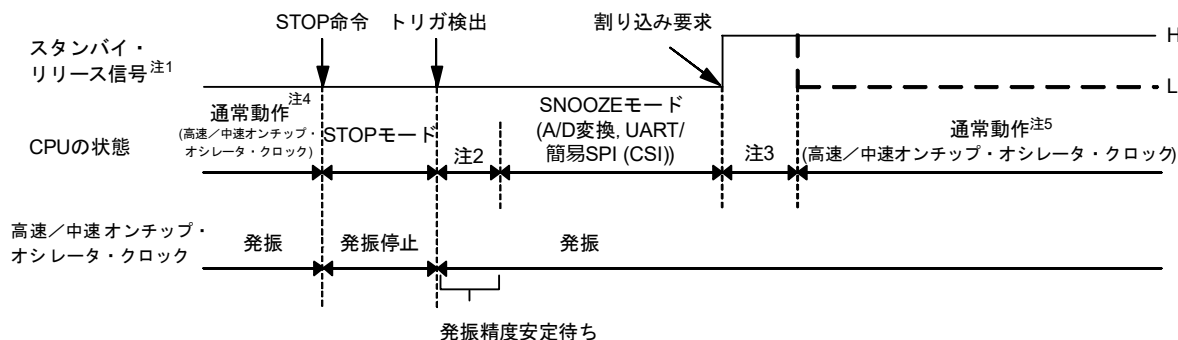 STOP命令 トリガ検出 割り込み要求
スタンバイ・
リリース信号注1
H
L
通常動作注4
(高速／中速オンチップ・
オシレータ・クロック)
CPUの状態
STOPモード
注2
SNOOZEモード
(A/D変換, UART/
簡易SPI (CSI))
注3
通常動作注5
(高速／中速オンチップ・オシレータ・クロック)
高速／中速オンチップ・
オシレータ・クロック
発振 発振停止 発振
発振精度安定待ち